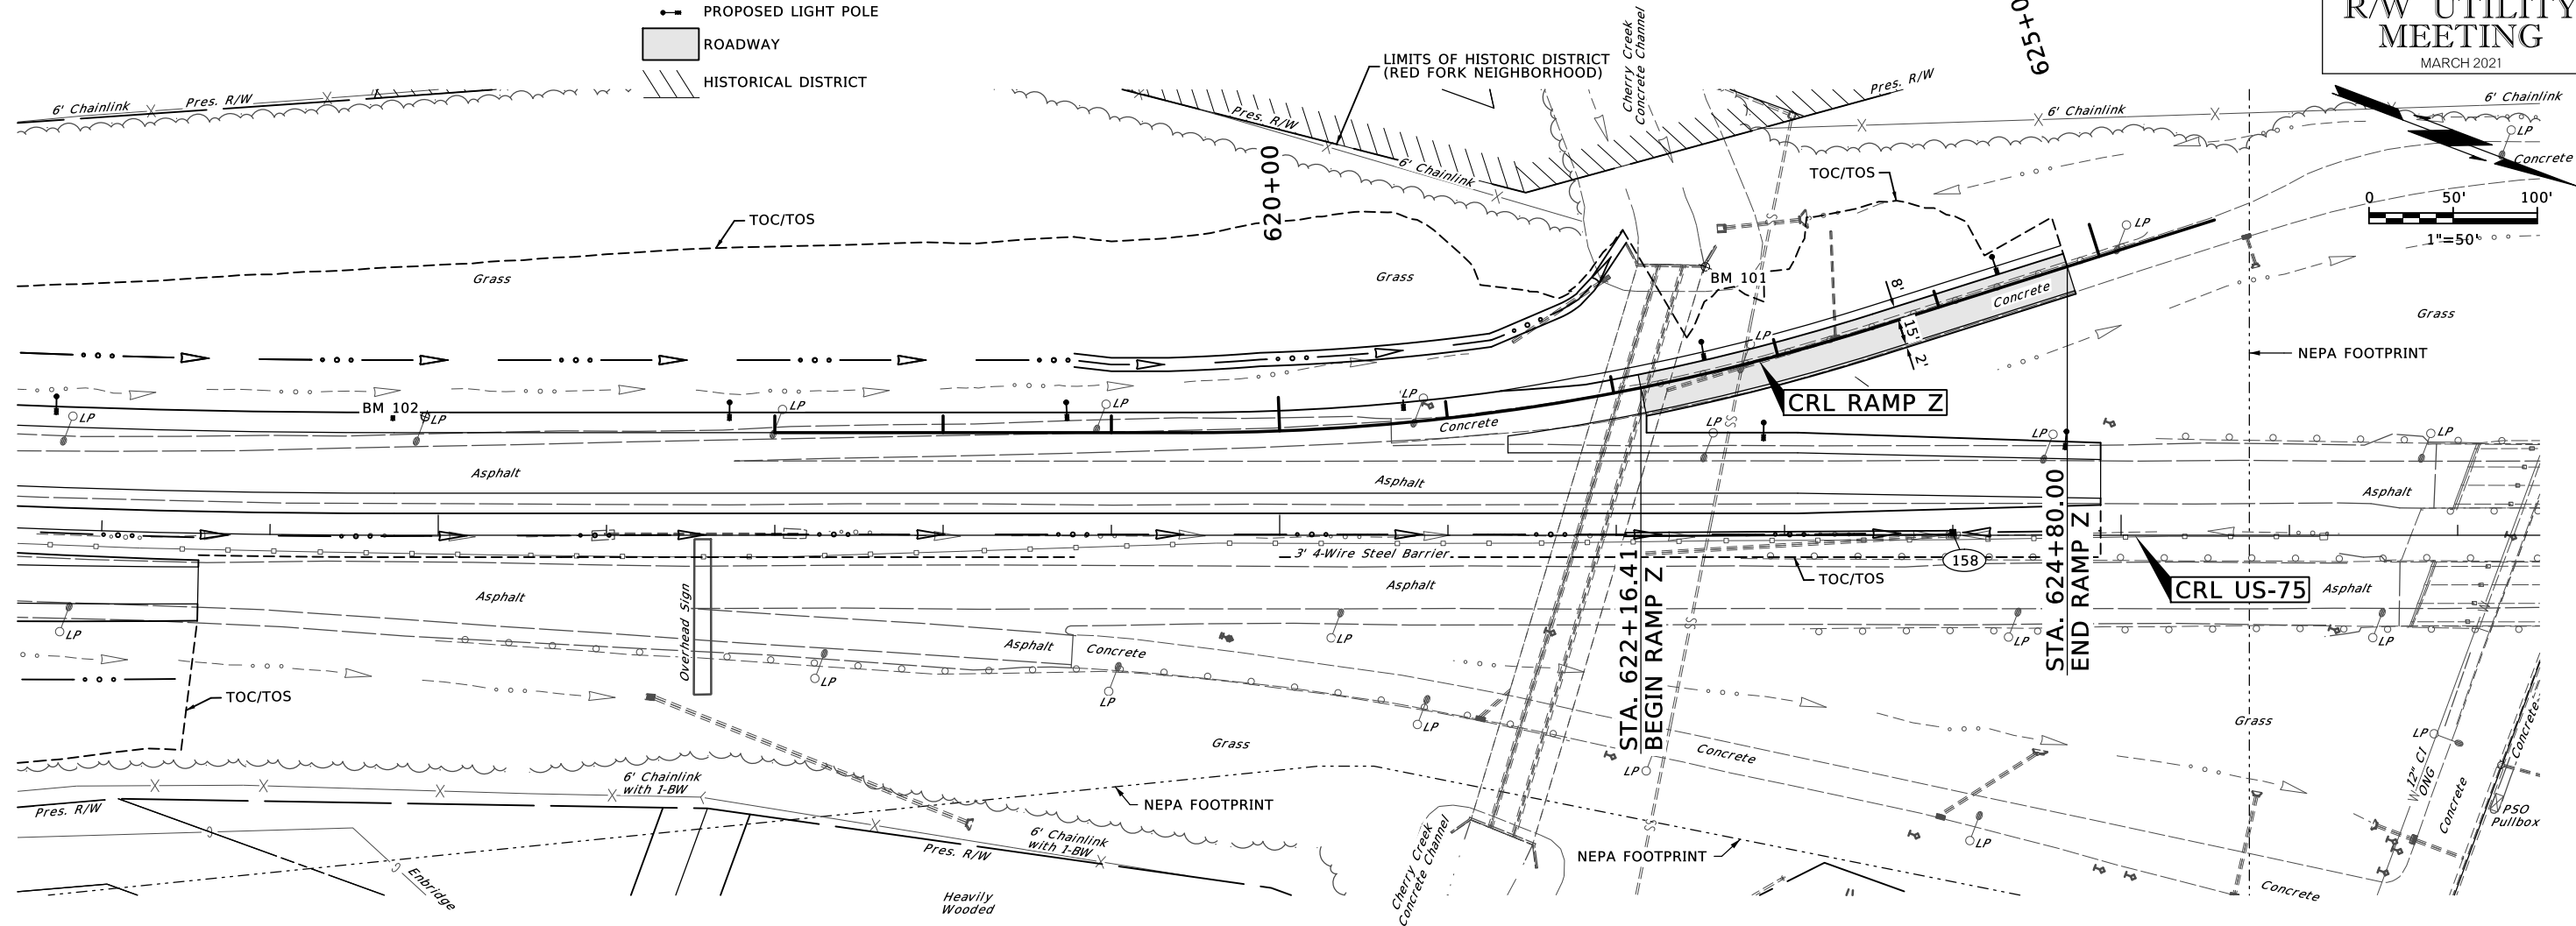 PROPOSED LIGHT POLE
ROADWAY
HISTORICAL DISTRICT
LIMITS OF HISTORIC DISTRICT
(RED FORK NEIGHBORHOOD)
Cherry Creek
Concrete Channel
R/W UTILITY
MEETING
MARCH 2021
6' Chainlink
Pres. R/W
Pres. R/W
6' Chainlink
Pres. R/W
6' Chainlink
6' Chainlink
LP
Concrete
620+00
TOC/TOS
TOC/TOS
0 50' 100'
1"=50'
Grass
Grass
BM 101
LP
8'
Concrete
15'
2'
LP
Grass
NEPA FOOTPRINT
BM 102
LP
LP
LP
LP
LP
CRL RAMP Z
Concrete
LP
LP
LP
Asphalt
Asphalt
Asphalt
3' 4-Wire Steel Barrier
158
TOC/TOS
CRL US-75
Asphalt
Asphalt
Asphalt
Overhead Sign
STA. 622+16.41
BEGIN RAMP Z
STA. 624+80.00
END RAMP Z
LP
LP
LP
LP
Asphalt
Concrete
LP
LP
LP
TOC/TOS
Grass
Grass
Concrete
LP
LP
12" CI
ONG
Concrete
Concrete
PSO
Pullbox
6' Chainlink
with 1-BW
NEPA FOOTPRINT
Pres. R/W
6' Chainlink
with 1-BW
Pres. R/W
NEPA FOOTPRINT
LP
Enbridge
Heavily
Wooded
Cherry Creek
Concrete Channel
Concrete